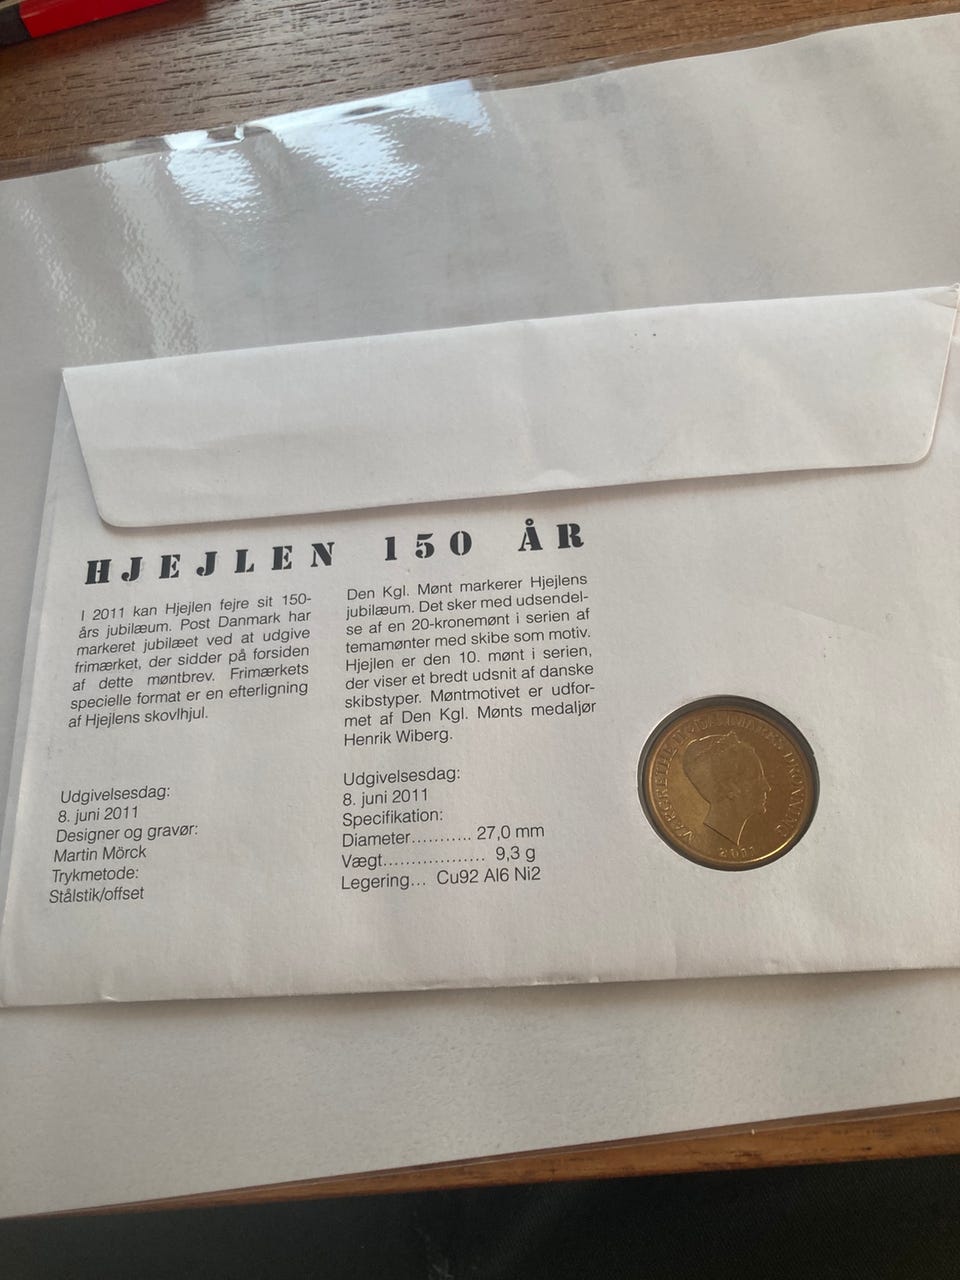 HJEJLEN 150 ÅR
I 2011 kan Hjejlen fejre sit 150-
års jubilæum. Post Danmark har
markeret jubilæet ved at udgive
frimærket, der sidder på forsiden
af dette møntbrev. Frimærkets
specielle format er en efterligning
af Hjejlens skovlhjul.
Udgivelsesdag:
8. juni 2011
Designer og gravør:
Martin Mörck
Trykmetode:
Stålstik/offset
Den Kgl. Mønt markerer Hjejlens
jubilæum. Det sker med udsendel-
se af en 20-kronemønt i serien af
temamønter med skibe som motiv.
Hjejlen er den 10. mønt i serien,
der viser et bredt udsnit af danske
skibstyper. Møntmotivet er udfor-
met af Den Kgl. Mønts medaljør
Henrik Wiberg.
Udgivelsesdag:
8. juni 2011
Specifikation:
Diameter........... 27,0 mm
Vægt.................. 9,3 g
Legering... Cu92 Al6 Ni2
MARGRETHE II DANMARKS DRONNING
2011